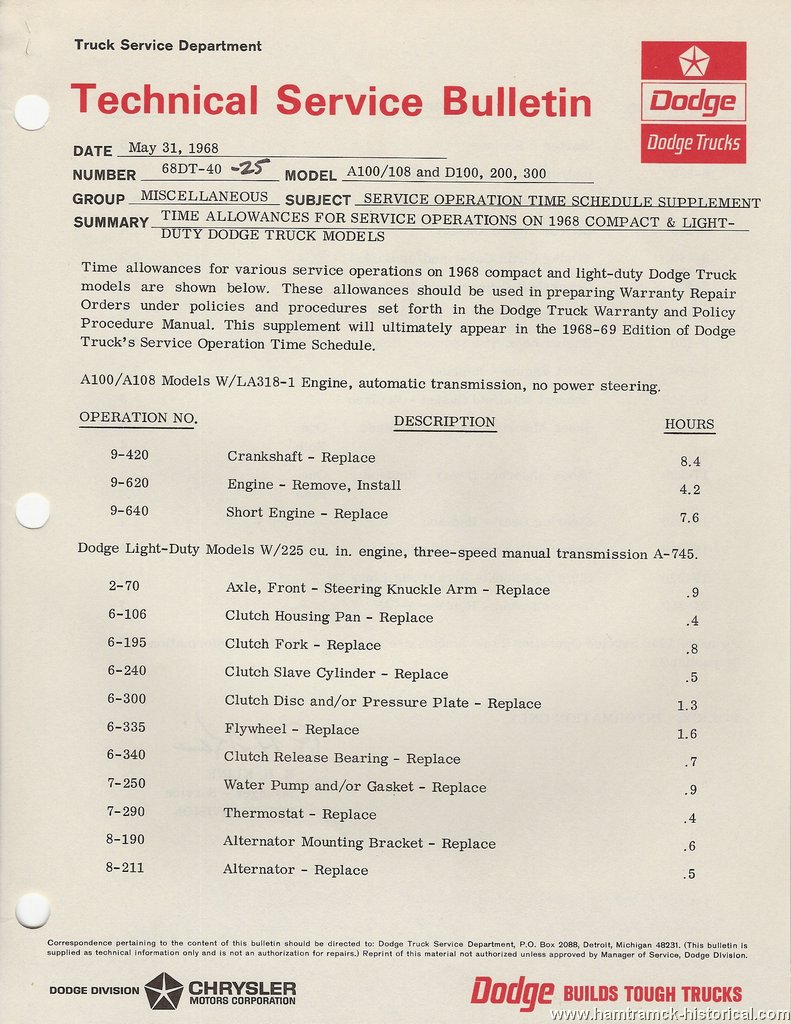 Truck Service Department
Technical Service Bulletin
Dodge
Dodge Trucks
DATE May 31, 1968
NUMBER 68DT-40 -25 MODEL A100/108 and D100, 200, 300
GROUP MISCELLANEOUS SUBJECT SERVICE OPERATION TIME SCHEDULE SUPPLEMENT
SUMMARY TIME ALLOWANCES FOR SERVICE OPERATIONS ON 1968 COMPACT & LIGHT-
DUTY DODGE TRUCK MODELS
Time allowances for various service operations on 1968 compact and light-duty Dodge Truck
models are shown below. These allowances should be used in preparing Warranty Repair
Orders under policies and procedures set forth in the Dodge Truck Warranty and Policy
Procedure Manual. This supplement will ultimately appear in the 1968-69 Edition of Dodge
Truck's Service Operation Time Schedule.
A100/A108 Models W/LA318-1 Engine, automatic transmission, no power steering.
OPERATION NO. DESCRIPTION HOURS
9-420 Crankshaft - Replace 8.4
9-620 Engine - Remove, Install 4.2
9-640 Short Engine - Replace 7.6
Dodge Light-Duty Models W/225 cu. in. engine, three-speed manual transmission A-745.
2-70 Axle, Front - Steering Knuckle Arm - Replace .9
6-106 Clutch Housing Pan - Replace .4
6-195 Clutch Fork - Replace .8
6-240 Clutch Slave Cylinder - Replace .5
6-300 Clutch Disc and/or Pressure Plate - Replace 1.3
6-335 Flywheel - Replace 1.6
6-340 Clutch Release Bearing - Replace .7
7-250 Water Pump and/or Gasket - Replace .9
7-290 Thermostat - Replace .4
8-190 Alternator Mounting Bracket - Replace .6
8-211 Alternator - Replace .5
Correspondence pertaining to the content of this bulletin should be directed to: Dodge Truck Service Department, P.O. Box 2088, Detroit, Michigan 48231. (This bulletin is
supplied as technical information only and is not an authorization for repairs.) Reprint of this material not authorized unless approved by Manager of Service, Dodge Division.
DODGE DIVISION CHRYSLER
MOTORS CORPORATION
Dodge BUILDS TOUGH TRUCKS
www.hamtramck-historical.com